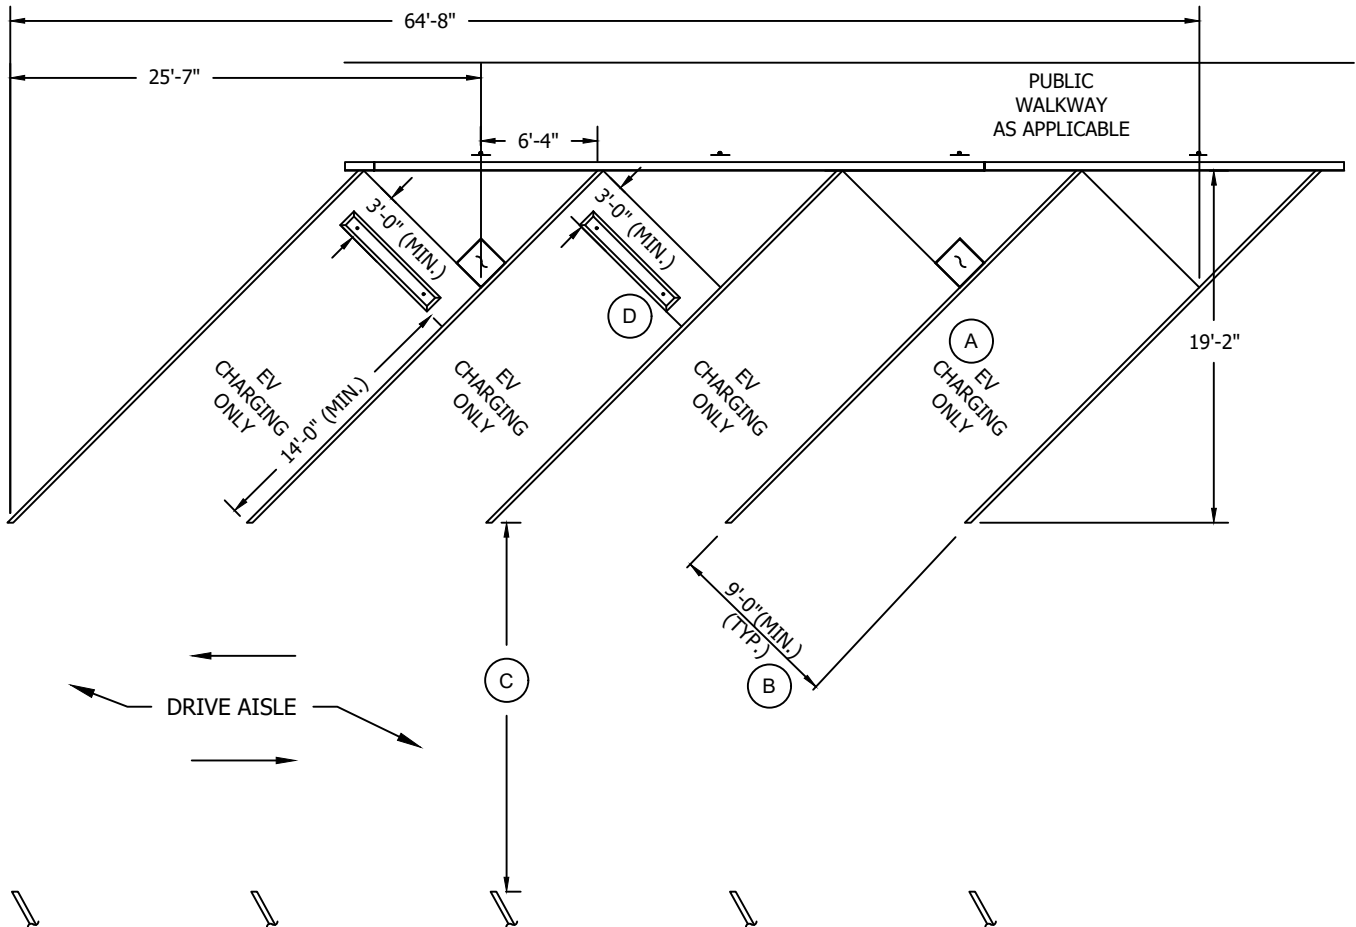 64'-8"
25'-7"
PUBLIC
WALKWAY
AS APPLICABLE
6'-4"
3'-0" (MIN.)
3'-0" (MIN.)
~
~
D
A
19'-2"
EV
CHARGING
ONLY
EV
CHARGING
ONLY
EV
CHARGING
ONLY
EV
CHARGING
ONLY
14'-0" (MIN.)
9'-0"(MIN.)
(TYP.)
C
B
DRIVE AISLE